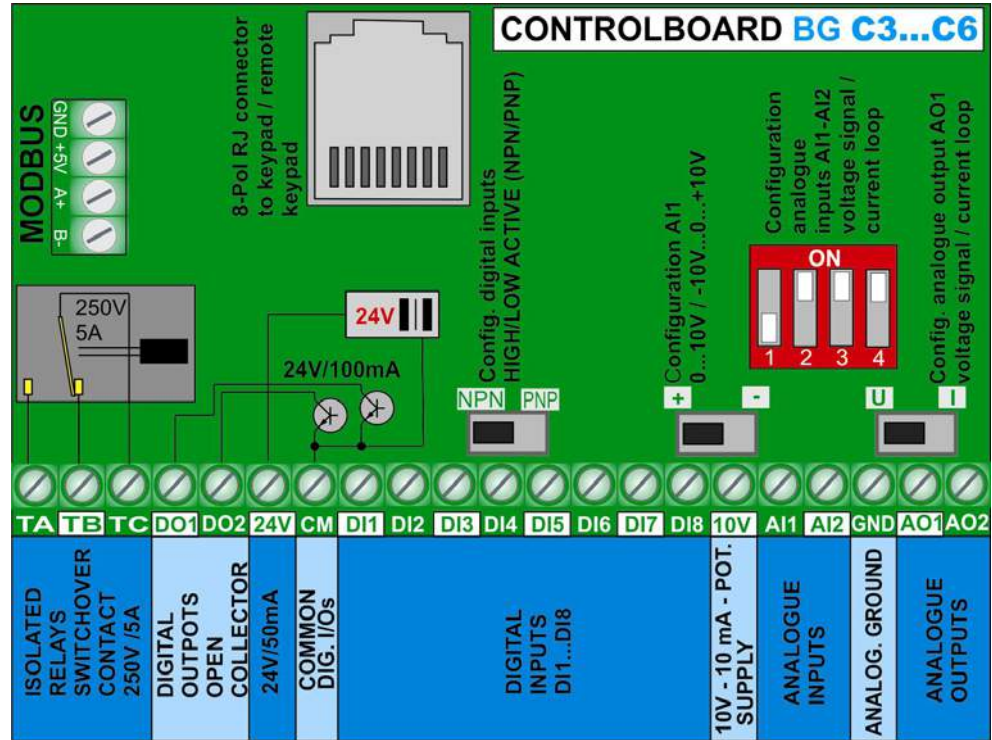 CONTROLBOARD BG C3...C6
MODBUS
GND
+5V
A+
B-
8-Pol RJ connector
to keypad / remote
keypad
Config. digital inputs
HIGH/LOW ACTIVE (NPN/PNP)
Configuration AI1
0...10V / -10V...0...+10V
Configuration
analogue
inputs AI1-AI2
voltage signal /
current loop
Config. analogue output AO1
voltage signal / current loop
ON
1 2 3 4
250V
5A
24V
24V/100mA
NPN PNP
+ -
U I
TA TB TC DO1 DO2 24V CM DI1 DI2 DI3 DI4 DI5 DI6 DI7 DI8 10V AI1 AI2 GND AO1 AO2
ISOLATED
RELAYS
SWITCHOVER
CONTACT
250V /5A
DIGITAL
OUTPOTS
OPEN
COLLECTOR
24V/50mA
COMMON
DIG. I/Os
DIGITAL
INPUTS
DI1...DI8
10V - 10 mA - POT.
SUPPLY
ANALOGUE
INPUTS
ANALOG. GROUND
ANALOGUE
OUTPUTS